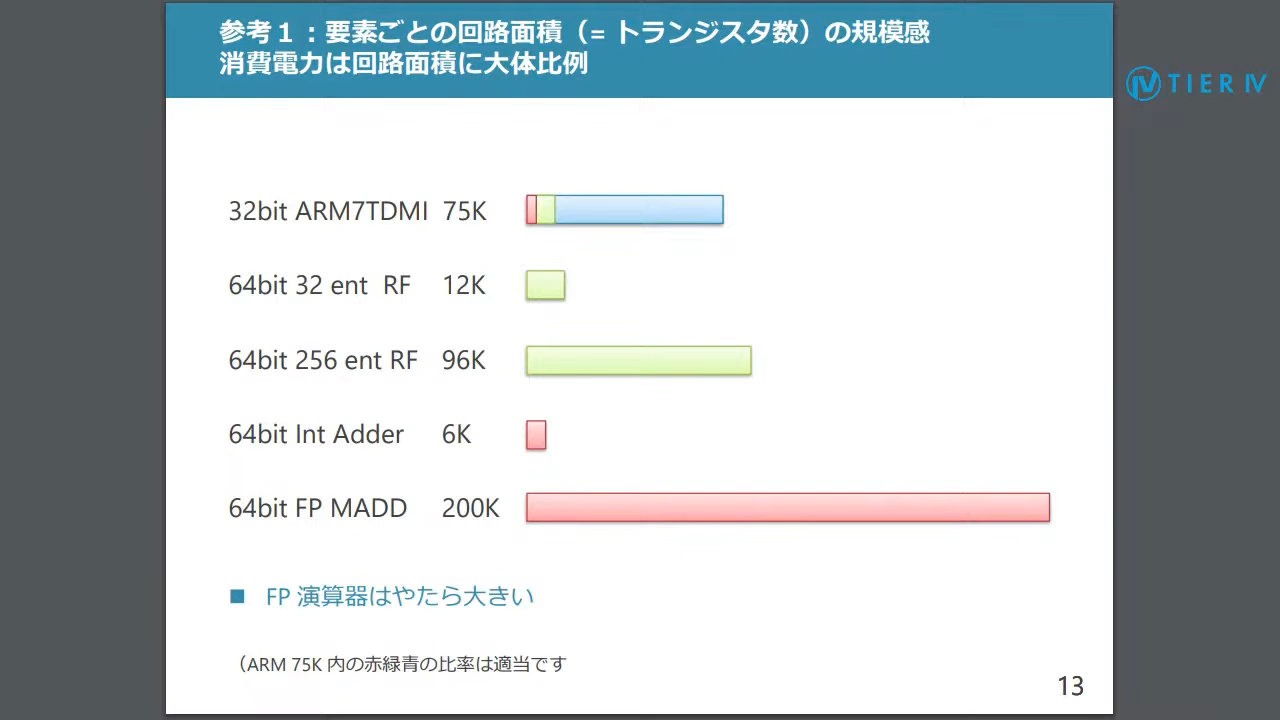 参考１：要素ごとの回路面積（= トランジスタ数）の規模感
消費電力は回路面積に大体比例
TIER IV
32bit ARM7TDMI 75K
64bit 32 ent RF 12K
64bit 256 ent RF 96K
64bit Int Adder 6K
64bit FP MADD 200K
■ FP 演算器はやたら大きい
（ARM 75K 内の赤緑青の比率は適当です
13